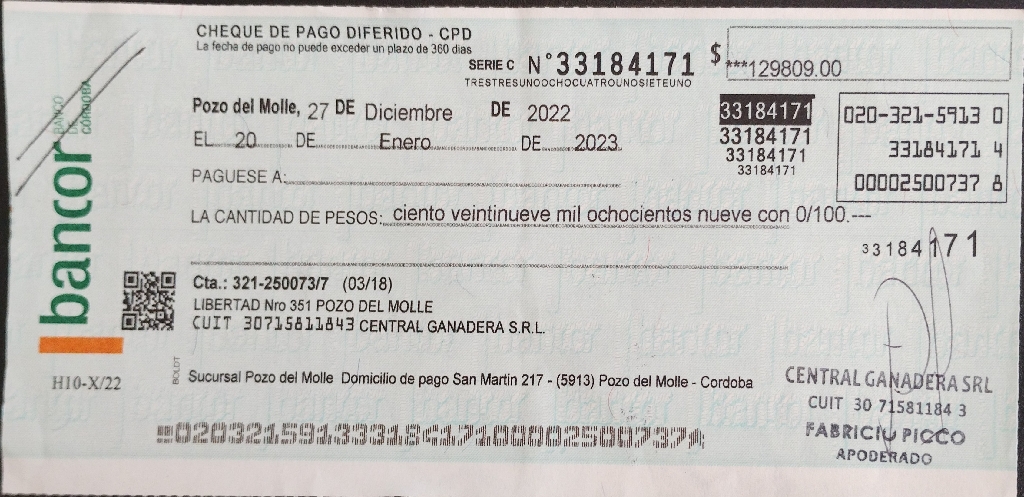 CHEQUE DE PAGO DIFERIDO - CPD
La fecha de pago no puede exceder un plazo de 360 dias
SERIE C N°33184171
TRESTRESUNOOCHOCUATROUNOSIETEUNO
$ ***129809.00
Pozo del Molle, 27 DE Diciembre DE 2022
EL 20 DE Enero DE 2023
33184171
33184171
33184171
33184171
020-321-5913 0
33184171 4
00002500737 8
PAGUESE A:
LA CANTIDAD DE PESOS: ciento veintinueve mil ochocientos nueve con 0/100.---
33184171
bancor
BANCO
DE
CÓRDOBA
Cta.: 321-250073/7 (03/18)
LIBERTAD Nro 351 POZO DEL MOLLE
CUIT 30715811843 CENTRAL GANADERA S.R.L.
H10-X/22
BOLDT
Sucursal Pozo del Molle Domicilio de pago San Martin 217 - (5913) Pozo del Molle - Cordoba
CENTRAL GANADERA SRL
CUIT 30 71581184 3
FABRICIO PICCO
APODERADO